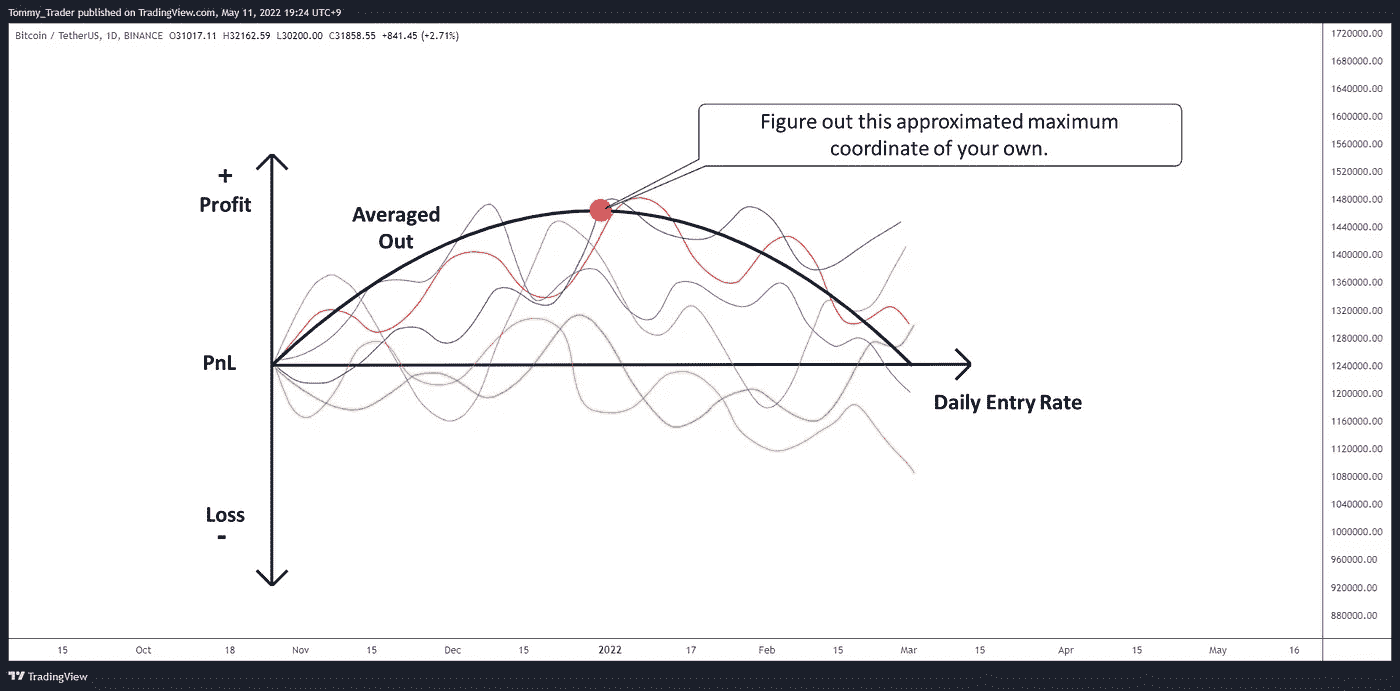 Tommy_Trader published on TradingView.com, May 11, 2022 19:24 UTC+9
Bitcoin / TetherUS, 1D, BINANCE O31017.11 H32162.59 L30200.00 C31858.55 +841.45 (+2.71%)
1720000.00
1680000.00
1640000.00
1600000.00
1560000.00
1520000.00
1480000.00
1440000.00
1400000.00
1360000.00
1320000.00
1280000.00
1240000.00
1200000.00
1160000.00
1120000.00
1080000.00
1040000.00
1000000.00
960000.00
920000.00
880000.00
Figure out this approximated maximum
coordinate of your own.
+
Profit
Averaged
Out
PnL
Daily Entry Rate
Loss
-
15 Oct 18 Nov 15 Dec 15 2022 17 Feb 15 Mar 15 Apr 15 May 16
TradingView